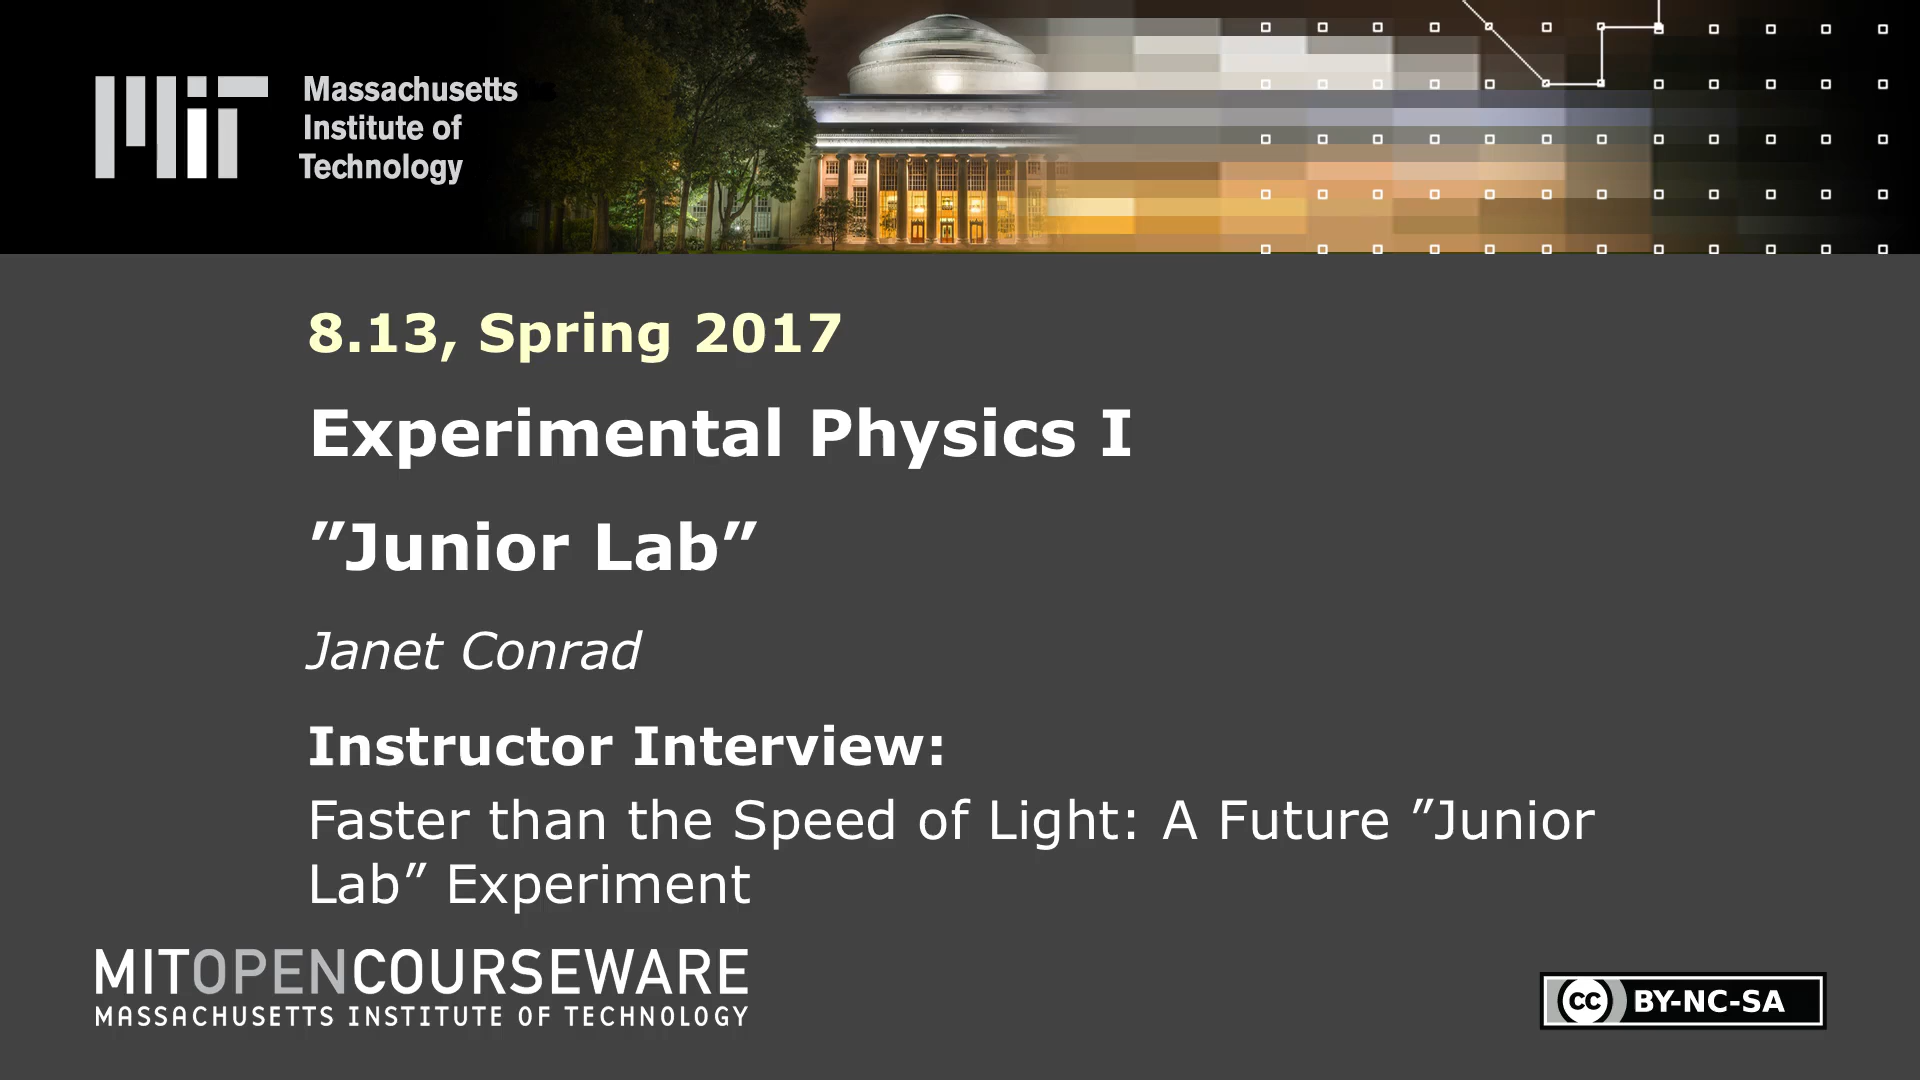 Massachusetts
Institute of
Technology
8.13, Spring 2017
Experimental Physics I
”Junior Lab”
Janet Conrad
Instructor Interview:
Faster than the Speed of Light: A Future ”Junior
Lab” Experiment
MITOPENCOURSEWARE
MASSACHUSETTS INSTITUTE OF TECHNOLOGY
cc BY-NC-SA